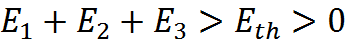 E₁ + E₂ + E₃ > Eₜₕ > 0